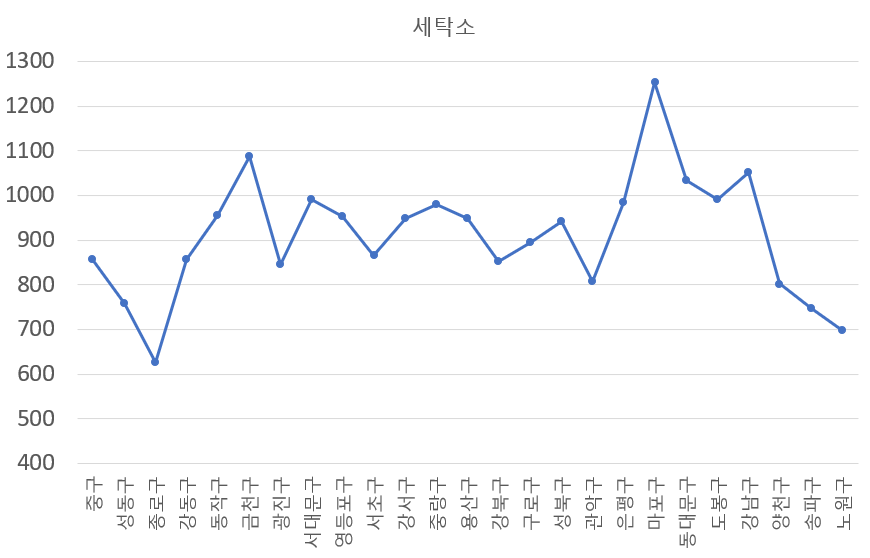 세탁소
1300
1200
1100
1000
900
800
700
600
500
400
중구
성동구
종로구
강동구
동작구
금천구
광진구
서대문구
영등포구
서초구
강서구
중랑구
용산구
강북구
구로구
성북구
관악구
은평구
마포구
동대문구
도봉구
강남구
양천구
송파구
노원구